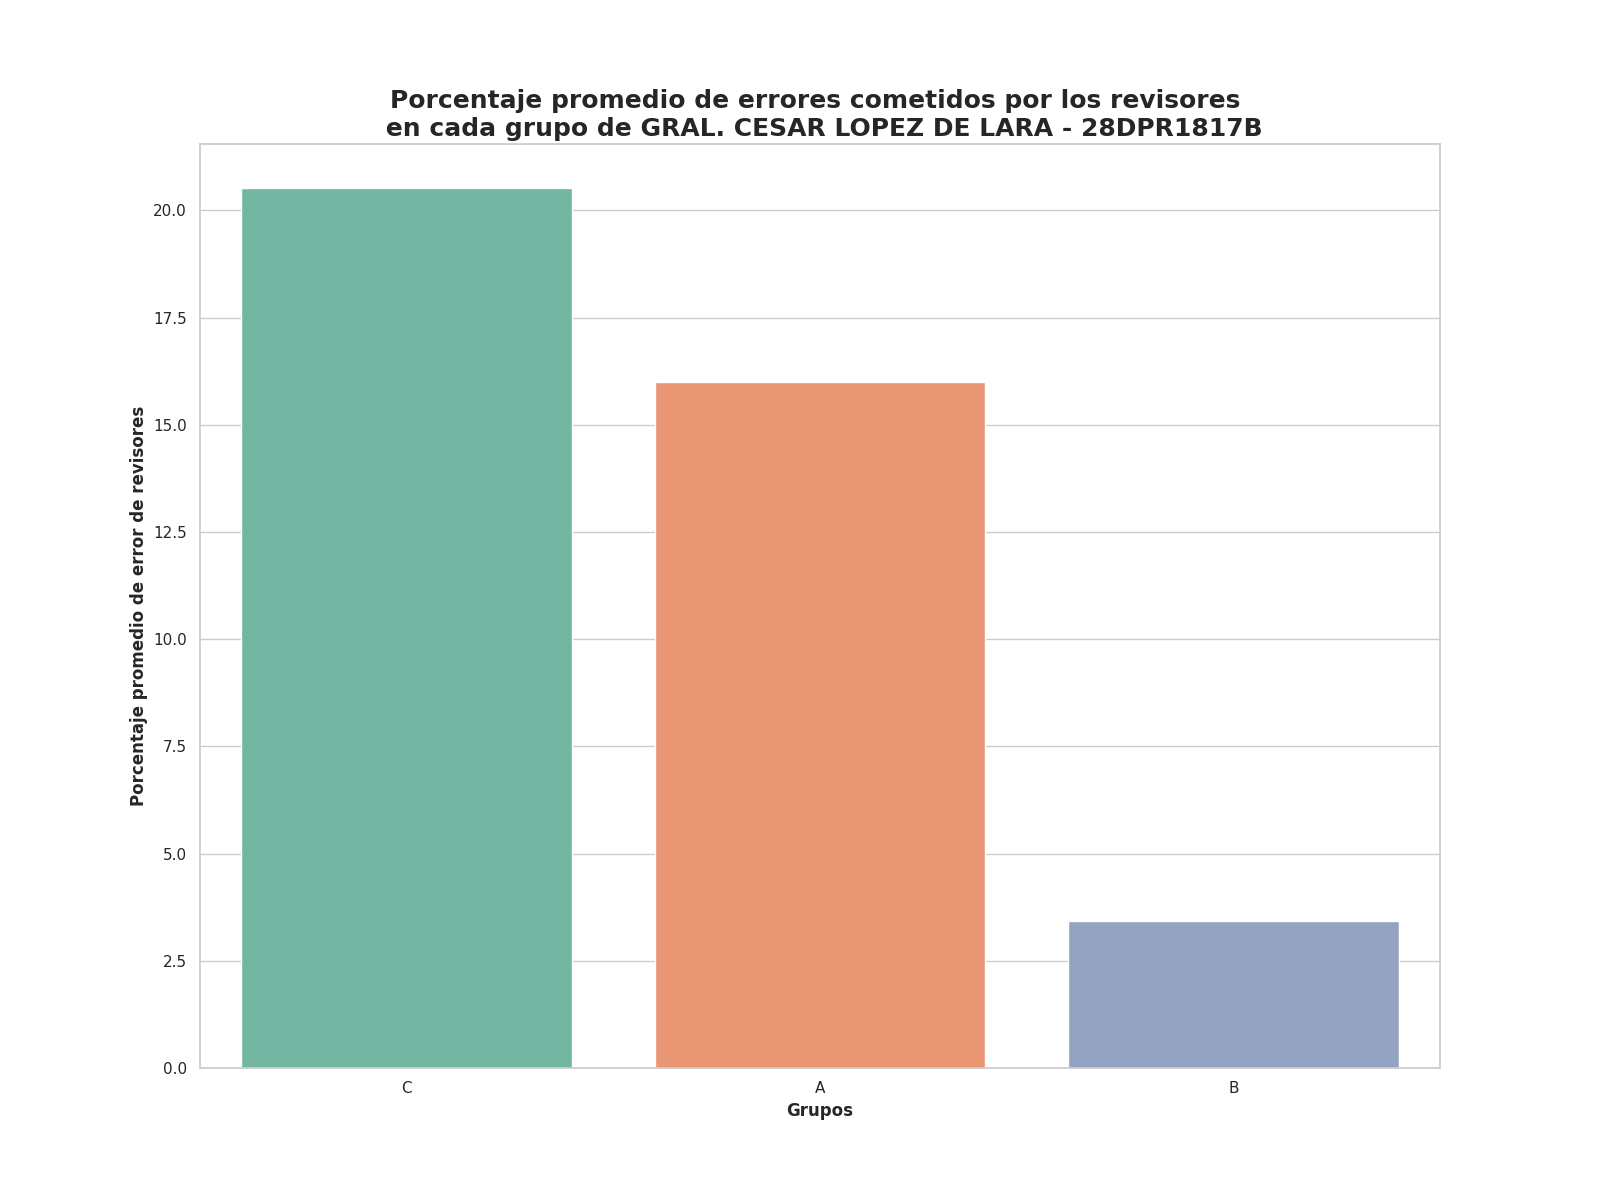 Porcentaje promedio de errores cometidos por los revisores
en cada grupo de GRAL. CESAR LOPEZ DE LARA - 28DPR1817B
Porcentaje promedio de error de revisores
20.0
17.5
15.0
12.5
10.0
7.5
5.0
2.5
0.0
C
A
B
Grupos